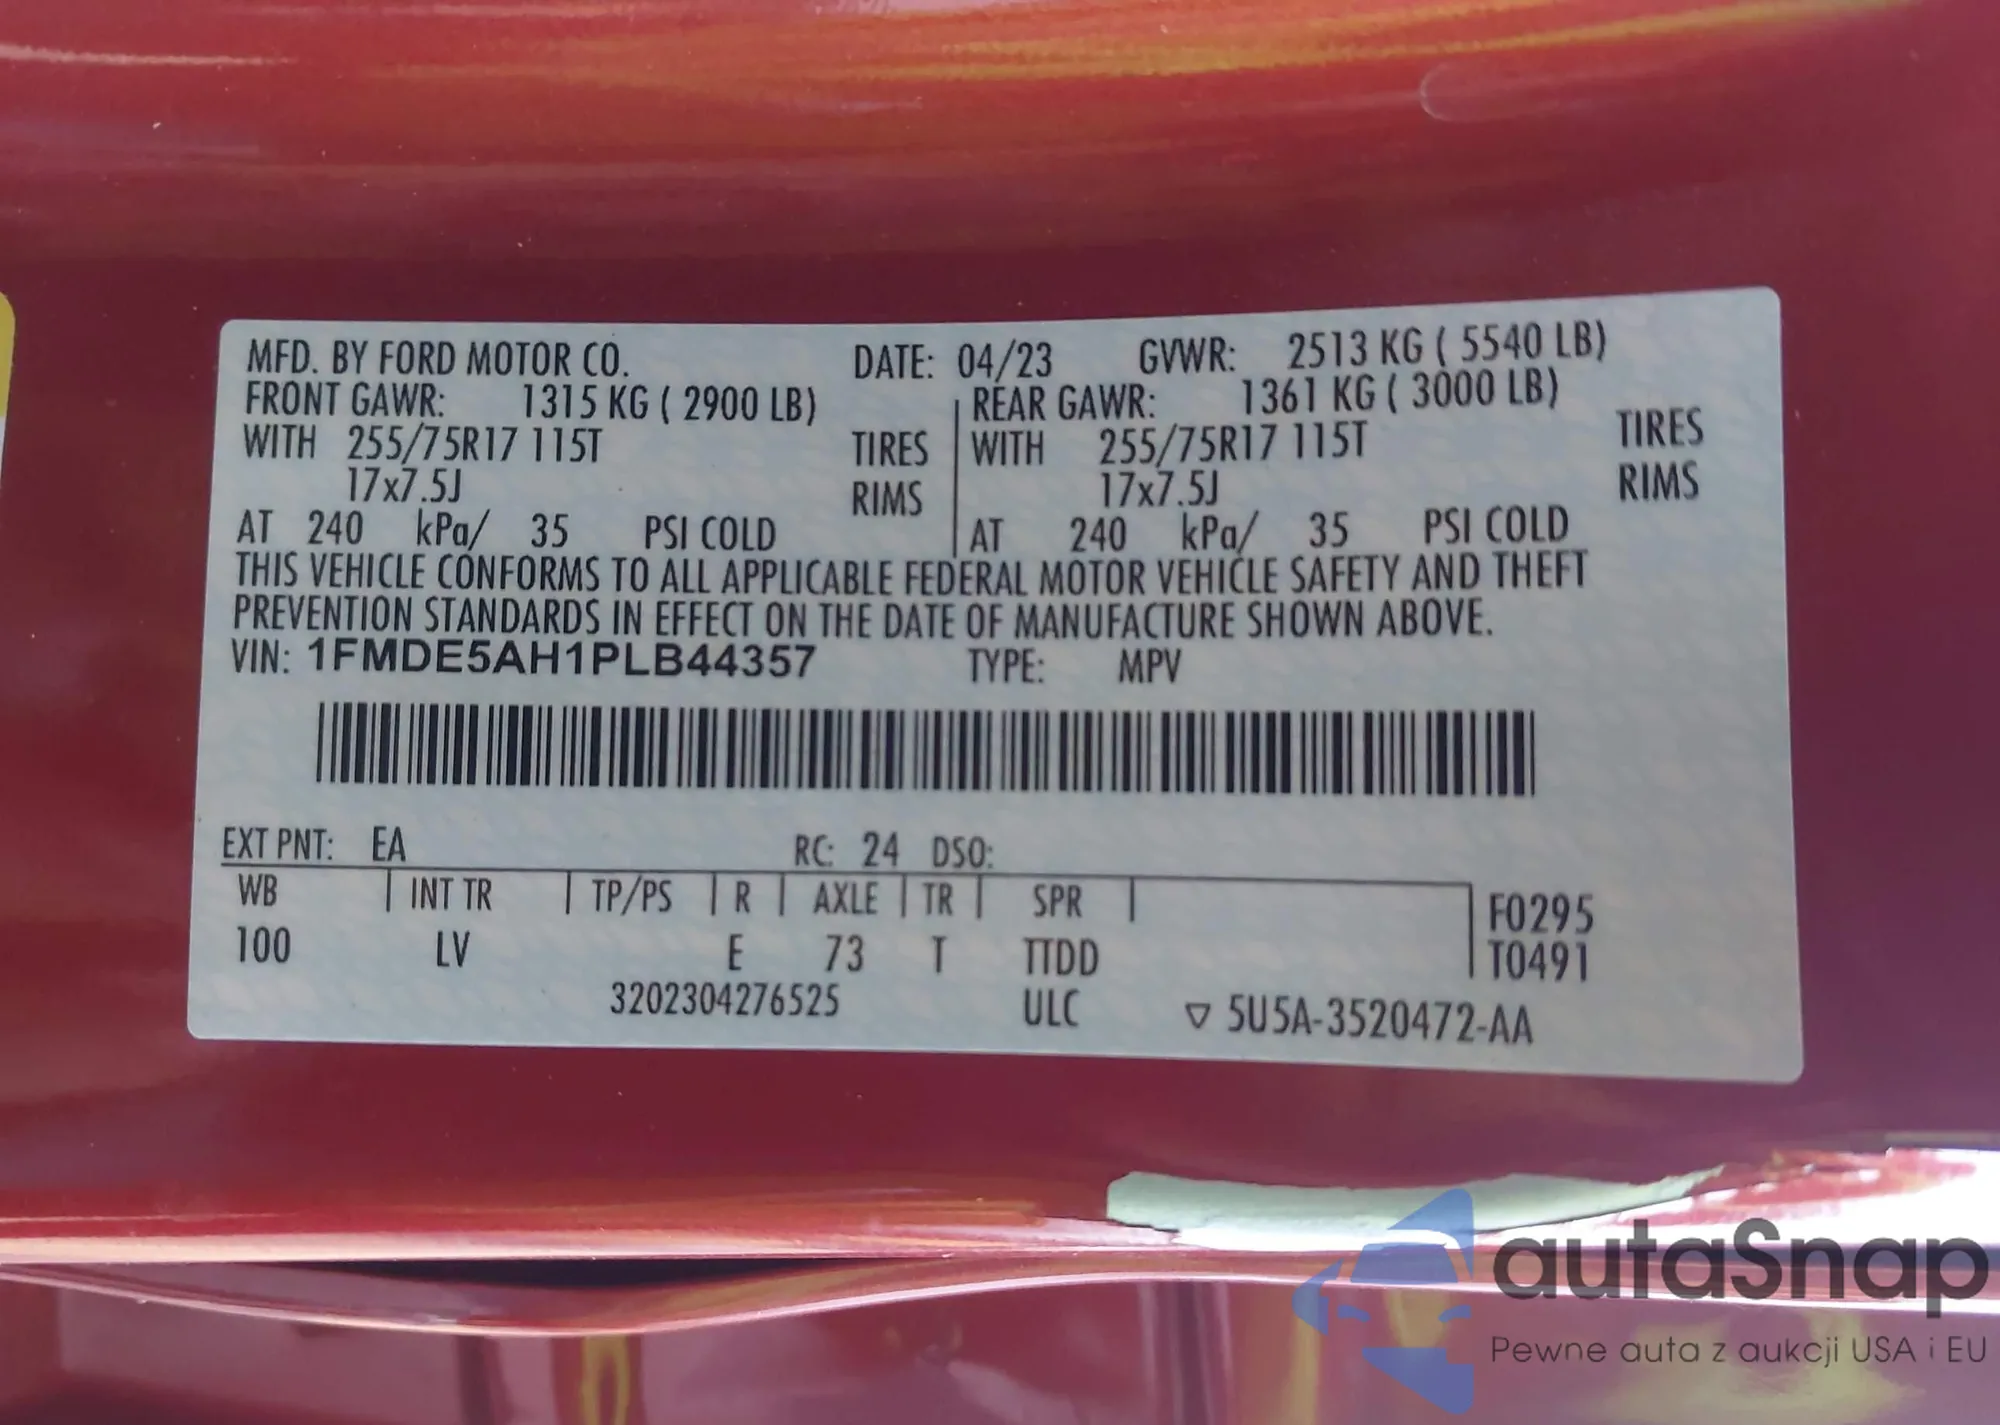 MFD. BY FORD MOTOR CO. DATE: 04/23 GVWR: 2513 KG ( 5540 LB)
FRONT GAWR: 1315 KG ( 2900 LB) REAR GAWR: 1361 KG ( 3000 LB)
WITH 255/75R17 115T TIRES WITH 255/75R17 115T TIRES
17x7.5J RIMS 17x7.5J RIMS
AT 240 kPa/ 35 PSI COLD AT 240 kPa/ 35 PSI COLD
THIS VEHICLE CONFORMS TO ALL APPLICABLE FEDERAL MOTOR VEHICLE SAFETY AND THEFT
PREVENTION STANDARDS IN EFFECT ON THE DATE OF MANUFACTURE SHOWN ABOVE.
VIN: 1FMDE5AH1PLB44357 TYPE: MPV
EXT PNT: EA RC: 24 DSO:
WB INT TR TP/PS R AXLE TR SPR F0295
100 LV E 73 T TTDD T0491
3202304276525 ULC ▽ 5U5A-3520472-AA
autaSnap
Pewne auta z aukcji USA i EU